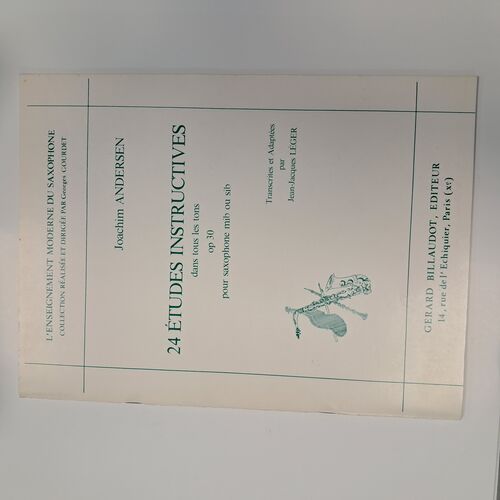 L'ENSEIGNEMENT MODERNE DU SAXOPHONE
COLLECTION RÉALISÉE ET DIRIGÉE PAR Georges GOURDET
Joachim ANDERSEN
24 ÉTUDES INSTRUCTIVES
dans tous les tons
op 30
pour saxophone mib ou sib
Transcrites et Adaptées
par
Jean-Jacques LÉGER
GERARD BILLAUDOT, EDITEUR
14, rue de l'Echiquier, Paris (xe)